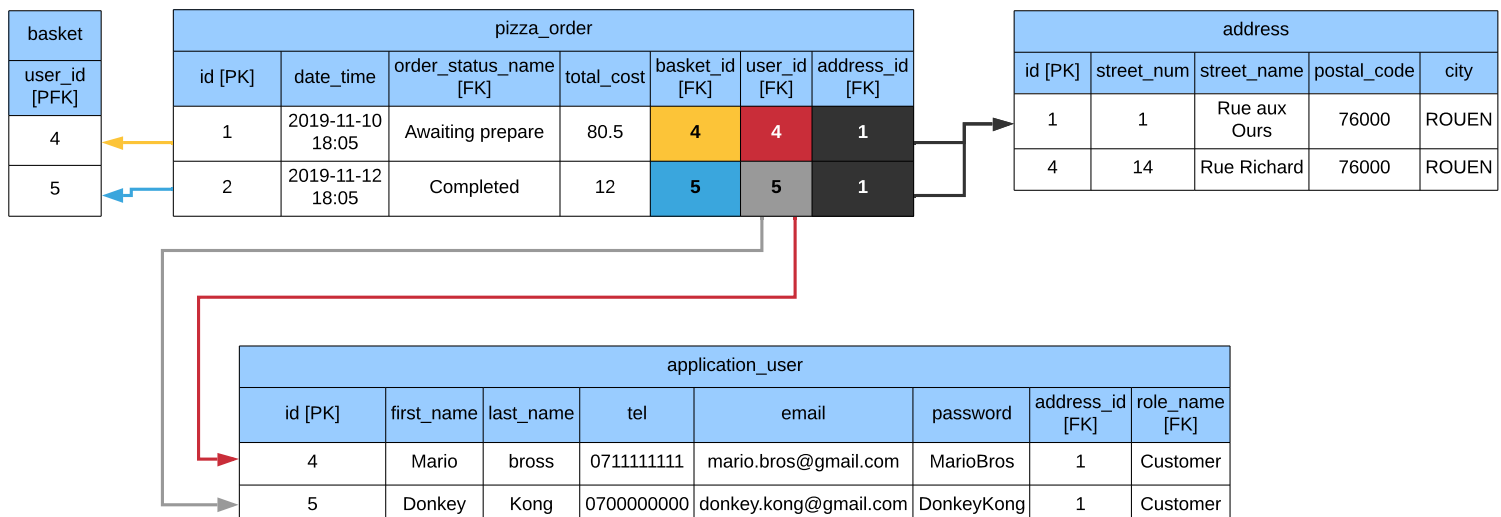 basket
user_id
[PFK]
4
5
pizza_order
id [PK] date_time order_status_name [FK] total_cost basket_id [FK] user_id [FK] address_id [FK]
1 2019-11-10 18:05 Awaiting prepare 80.5 4 4 1
2 2019-11-12 18:05 Completed 12 5 5 1
address
id [PK] street_num street_name postal_code city
1 1 Rue aux Ours 76000 ROUEN
4 14 Rue Richard 76000 ROUEN
application_user
id [PK] first_name last_name tel email password address_id [FK] role_name [FK]
4 Mario bross 0711111111 mario.bros@gmail.com MarioBros 1 Customer
5 Donkey Kong 0700000000 donkey.kong@gmail.com DonkeyKong 1 Customer